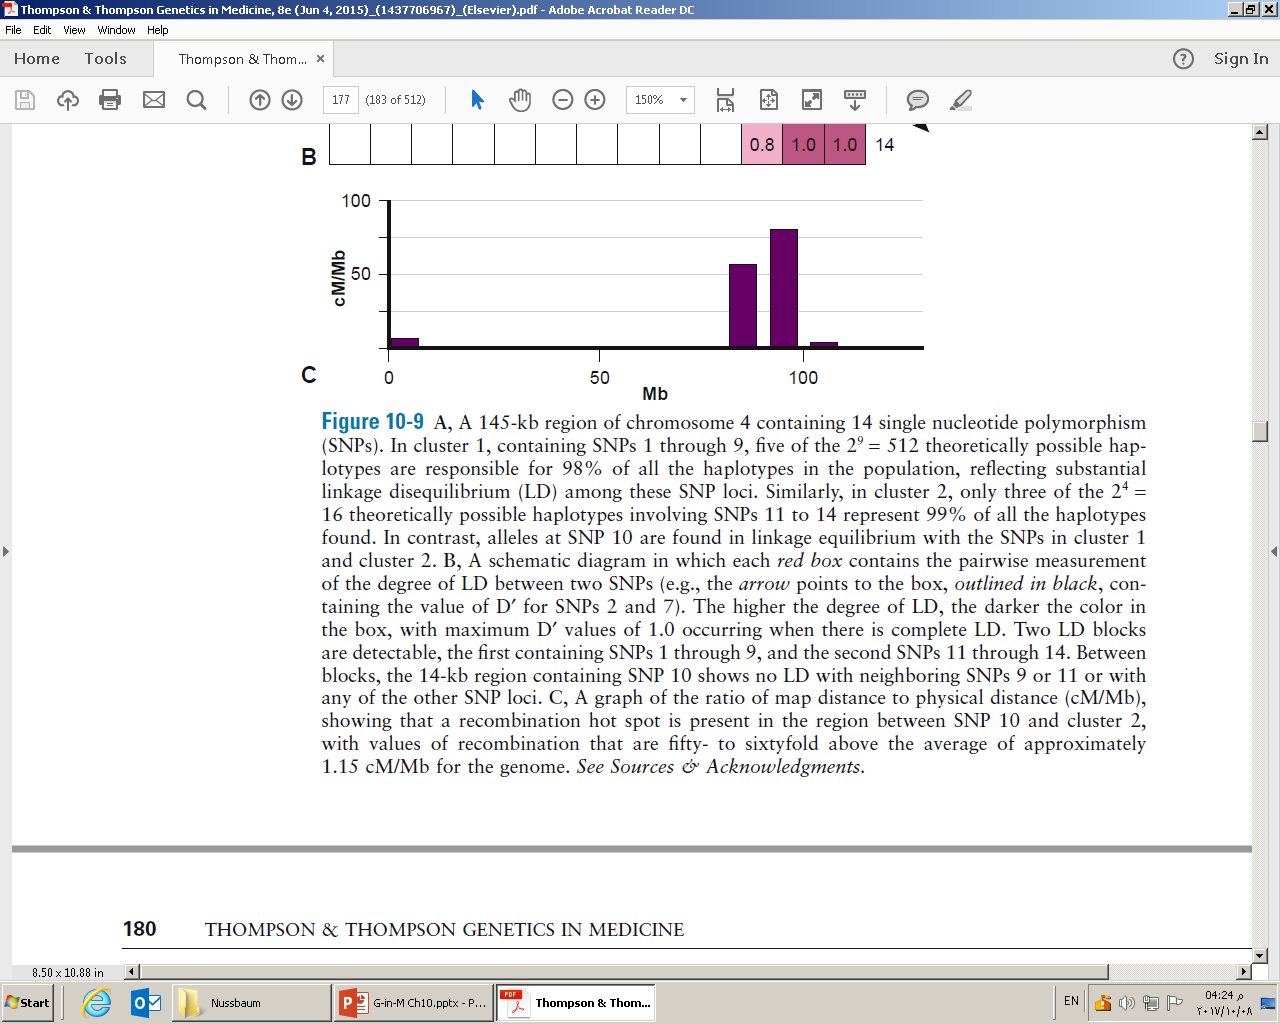 Thompson & Thompson Genetics in Medicine, 8e (Jun 4, 2015)_(1437706967)_(Elsevier).pdf - Adobe Acrobat Reader DC
File Edit View Window Help
Home Tools Thompson & Thom... × ? Sign In
177 (183 of 512) 150%
B 0.8 1.0 1.0 14
100
50
cM/Mb
C 0 50 100
Mb
Figure 10-9 A, A 145-kb region of chromosome 4 containing 14 single nucleotide polymorphism
(SNPs). In cluster 1, containing SNPs 1 through 9, five of the 2⁹ = 512 theoretically possible hap-
lotypes are responsible for 98% of all the haplotypes in the population, reflecting substantial
linkage disequilibrium (LD) among these SNP loci. Similarly, in cluster 2, only three of the 2⁴ =
16 theoretically possible haplotypes involving SNPs 11 to 14 represent 99% of all the haplotypes
found. In contrast, alleles at SNP 10 are found in linkage equilibrium with the SNPs in cluster 1
and cluster 2. B, A schematic diagram in which each red box contains the pairwise measurement
of the degree of LD between two SNPs (e.g., the arrow points to the box, outlined in black, con-
taining the value of D′ for SNPs 2 and 7). The higher the degree of LD, the darker the color in
the box, with maximum D′ values of 1.0 occurring when there is complete LD. Two LD blocks
are detectable, the first containing SNPs 1 through 9, and the second SNPs 11 through 14. Between
blocks, the 14-kb region containing SNP 10 shows no LD with neighboring SNPs 9 or 11 or with
any of the other SNP loci. C, A graph of the ratio of map distance to physical distance (cM/Mb),
showing that a recombination hot spot is present in the region between SNP 10 and cluster 2,
with values of recombination that are fifty- to sixtyfold above the average of approximately
1.15 cM/Mb for the genome. See Sources & Acknowledgments.
180 THOMPSON & THOMPSON GENETICS IN MEDICINE
8.50 x 10.88 in
Start Nussbaum G-in-M Ch10.pptx - P... PDF Thompson & Thom... EN 04:24 م
٢٠١٧/١٠/٠٨